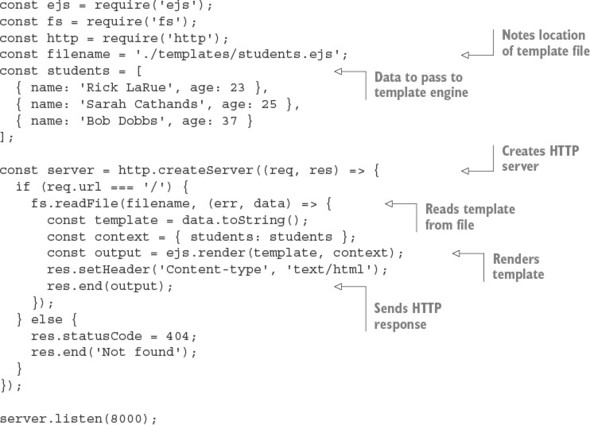 const ejs = require('ejs');
const fs = require('fs');
const http = require('http');
const filename = './templates/students.ejs';
Notes location
of template file
const students = [
{ name: 'Rick LaRue', age: 23 },
{ name: 'Sarah Cathands', age: 25 },
{ name: 'Bob Dobbs', age: 37 }
];
Data to pass to
template engine
const server = http.createServer((req, res) => {
Creates HTTP
server
if (req.url === '/') {
fs.readFile(filename, (err, data) => {
const template = data.toString();
Reads template
from file
const context = { students: students };
const output = ejs.render(template, context);
Renders
template
res.setHeader('Content-type', 'text/html');
res.end(output);
Sends HTTP
response
});
} else {
res.statusCode = 404;
res.end('Not found');
}
});
server.listen(8000);